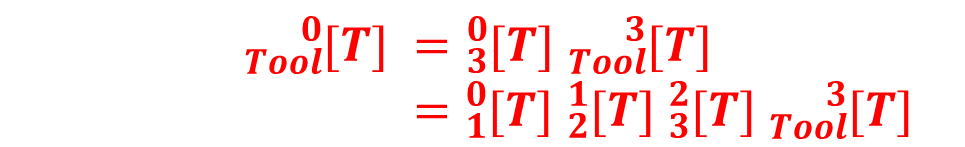 ⁰_Tool[T] = ⁰₃[T] ³_Tool[T]
= ⁰₁[T] ¹₂[T] ²₃[T] ³_Tool[T]